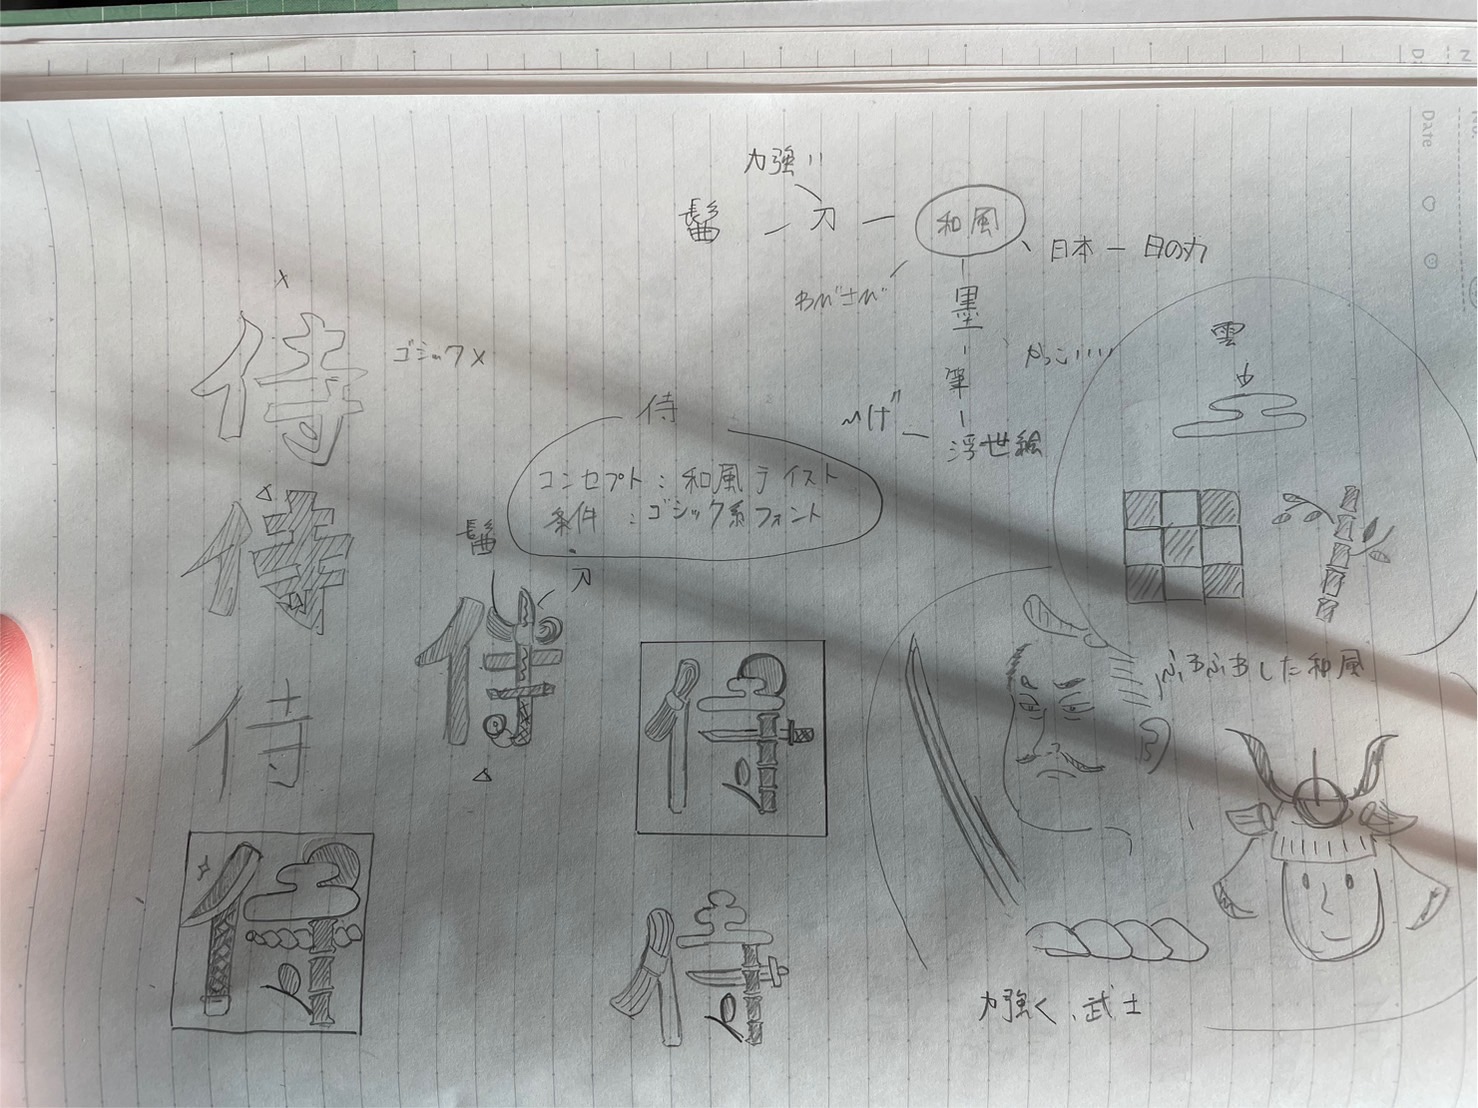 Date
力強い
髷
刀
和風
日本 ー 日の丸
わびさび
墨
筆
かっこいい
ひげ
浮世絵
雲
侍
ゴシック×
侍
コンセプト：和風テイスト
条件：ゴシック系フォント
侍
髷
刀
侍
侍
侍
侍
侍
ふわふわした和風
力強く、武士